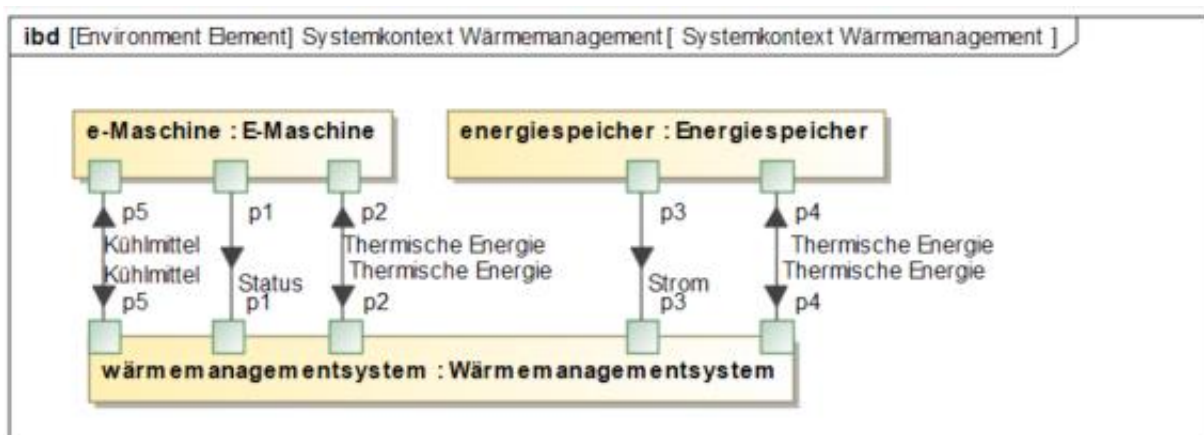 ibd [Environment Element] Systemkontext Wärmemanagement[ Systemkontext Wärmemanagement ]
e-Maschine : E-Maschine
energiespeicher : Energiespeicher
p5 p1 p2 p3 p4
Kühlmittel Thermische Energie Thermische Energie
Kühlmittel Status Thermische Energie Strom Thermische Energie
p5 p1 p2 p3 p4
wärmemanagementsystem : Wärmemanagementsystem